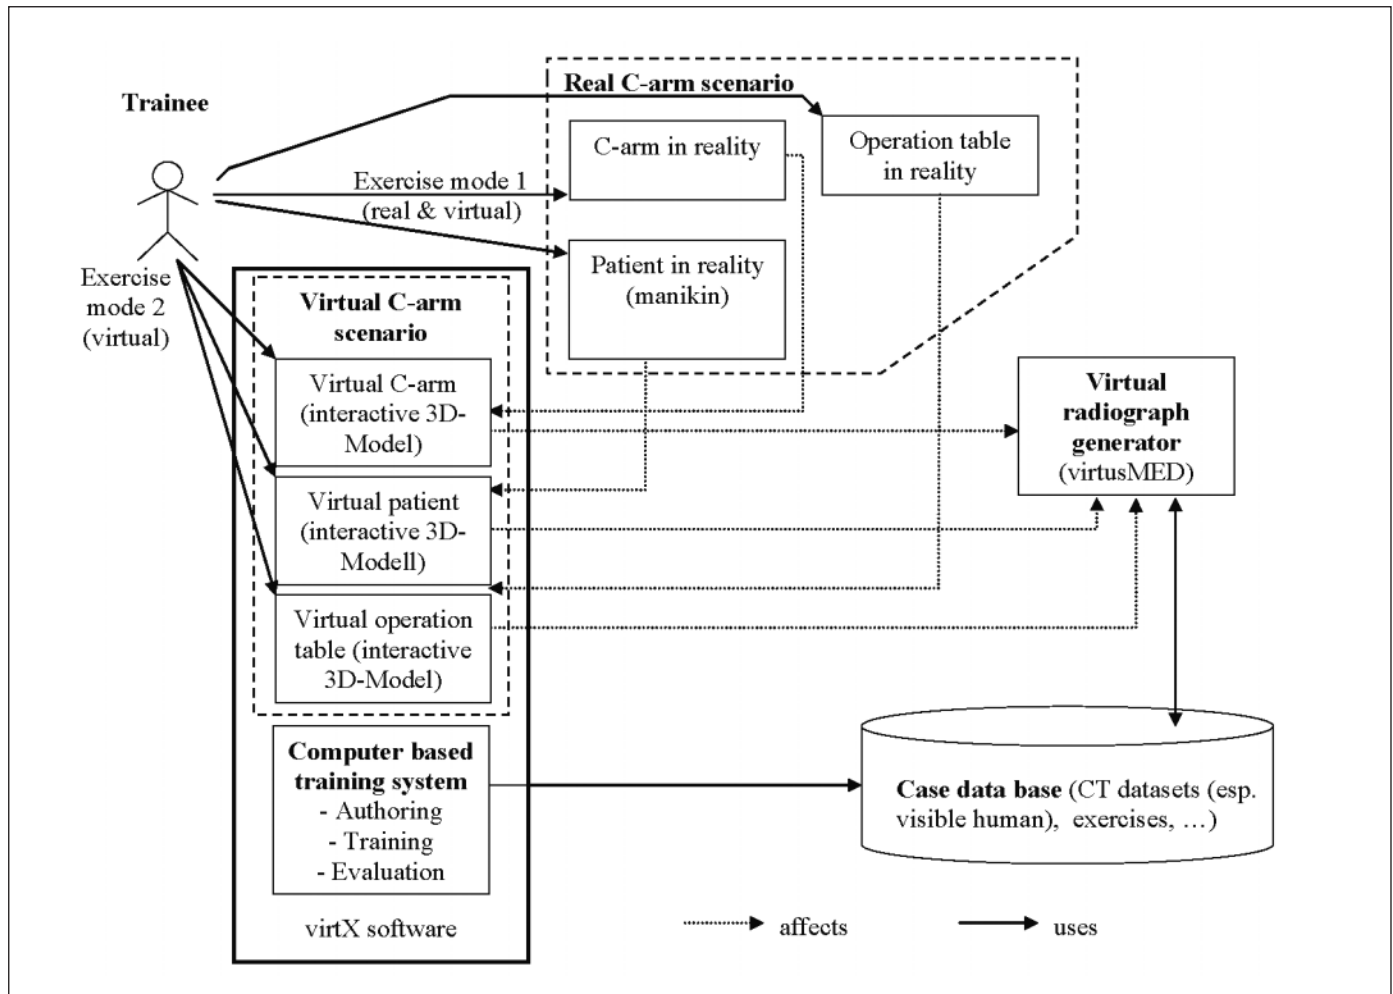 Trainee
Real C-arm scenario
C-arm in reality
Operation table
in reality
Exercise mode 1
(real & virtual)
Patient in reality
(manikin)
Exercise
mode 2
(virtual)
Virtual C-arm
scenario
Virtual C-arm
(interactive 3D-
Model)
Virtual
radiograph
generator
(virtusMED)
Virtual patient
(interactive 3D-
Modell)
Virtual operation
table (interactive
3D-Model)
Computer based
training system
- Authoring
- Training
- Evaluation
Case data base (CT datasets (esp.
visible human), exercises, ...)
virtX software
affects
uses